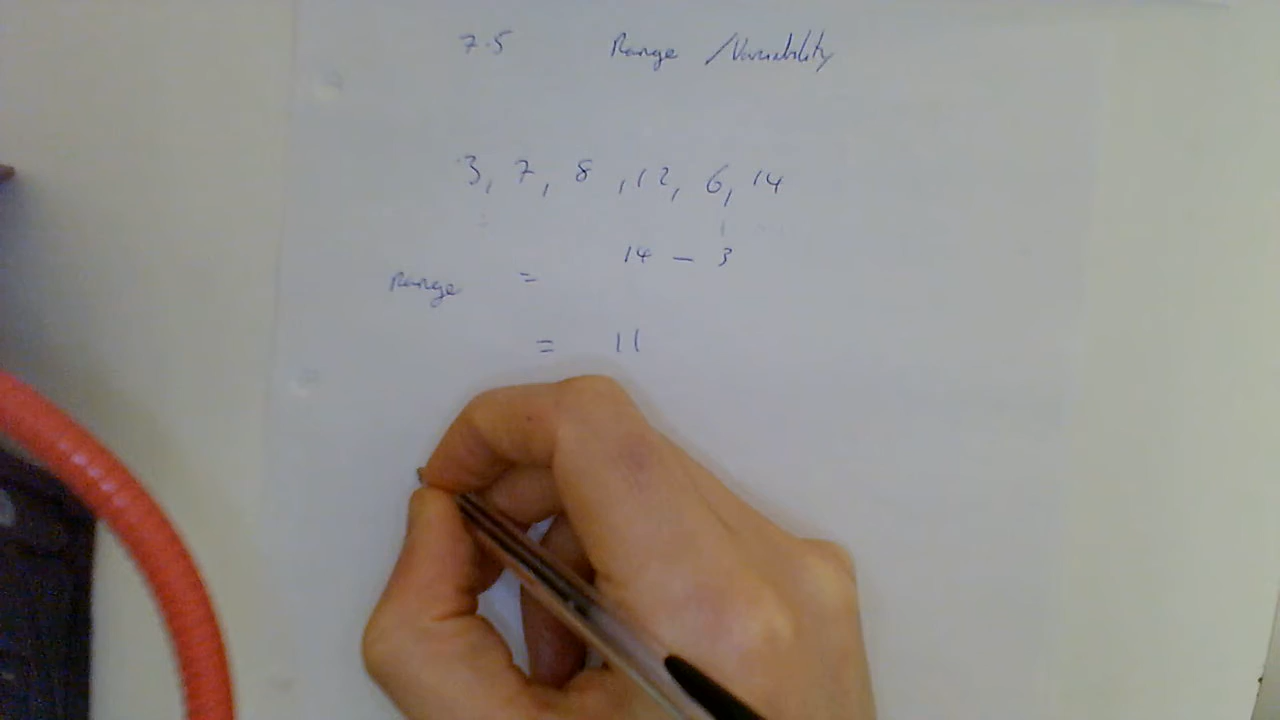 7.5 Range /Variability
3, 7, 8, 12, 6, 14
Range = 14 - 3
= 11